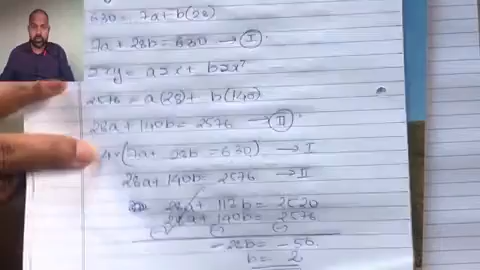 630 = 7a + b(28)
7a + 28b = 630 → I
Σxy = aΣx + bΣx²
2576 = a(28) + b(140)
28a + 140b = 2576 → II
4 × (7a + 28b = 630) → I
28a + 140b = 2576 → II
28a + 112b = 2520
28a + 140b = 2576
(-) (-) (-)
- 28b = - 56
b = 2